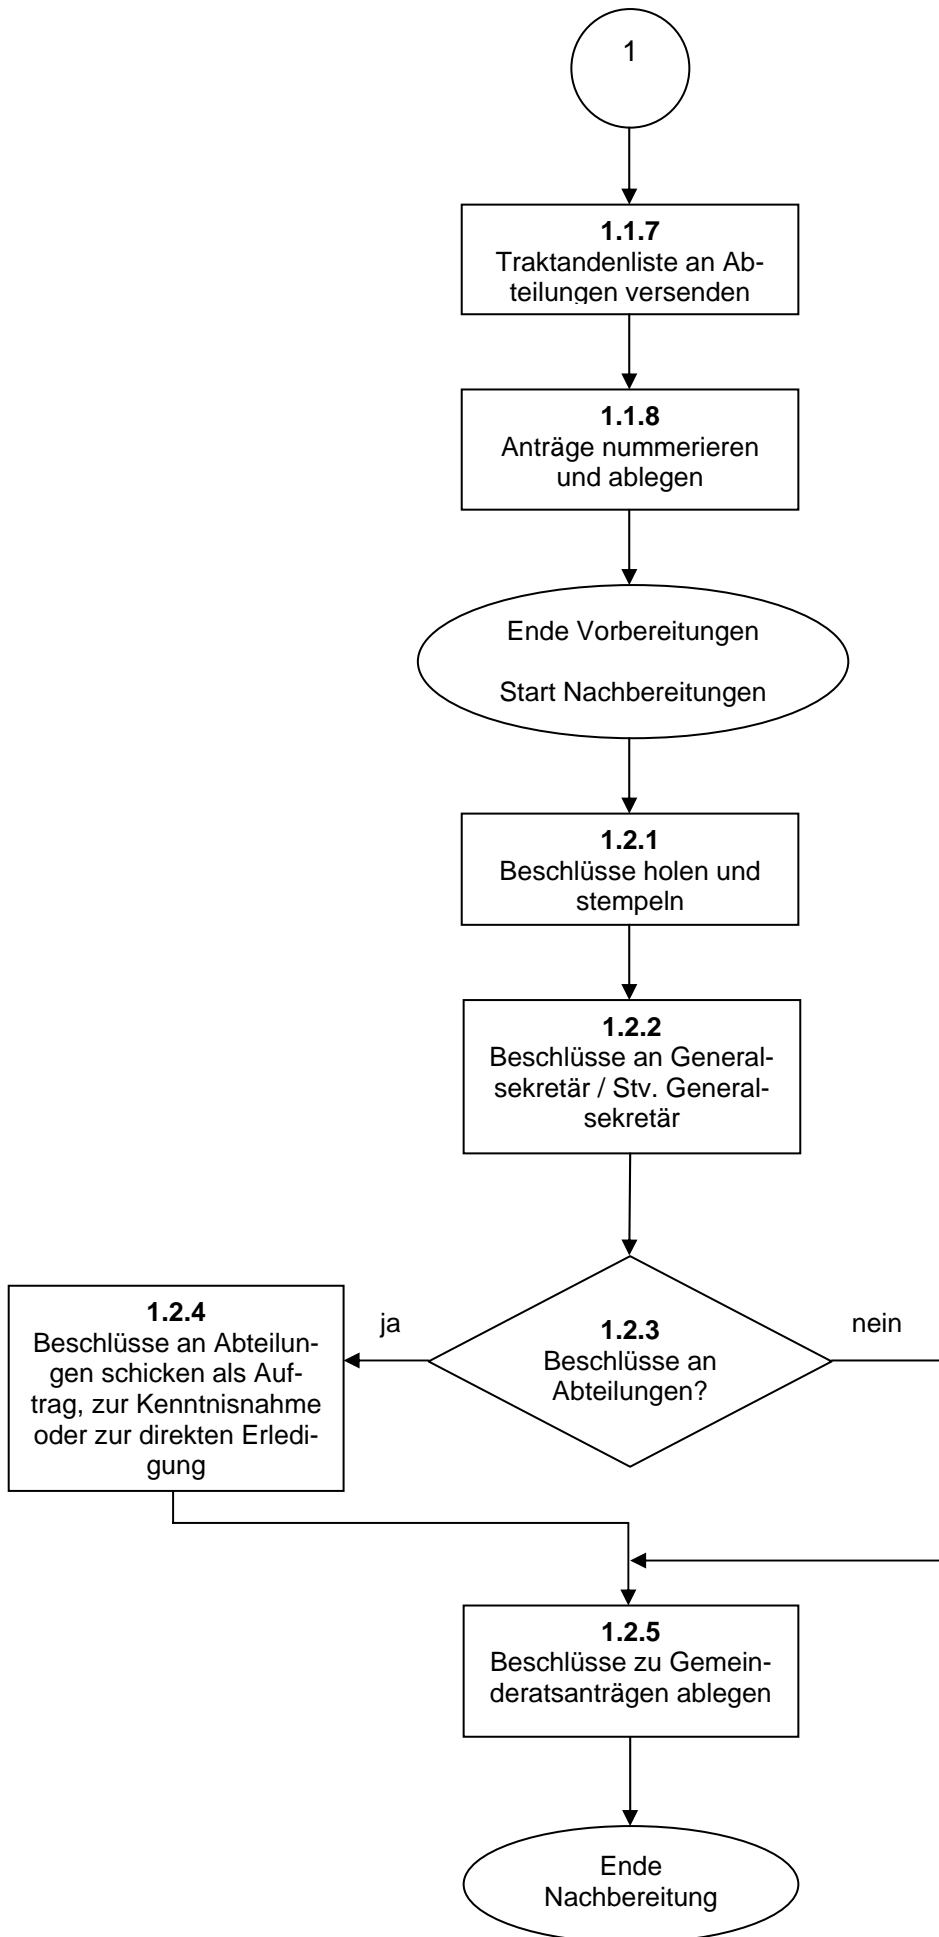 1
1.1.7
Traktandenliste an Ab-
teilungen versenden
1.1.8
Anträge nummerieren
und ablegen
Ende Vorbereitungen
Start Nachbereitungen
1.2.1
Beschlüsse holen und
stempeln
1.2.2
Beschlüsse an General-
sekretär / Stv. General-
sekretär
1.2.3
Beschlüsse an
Abteilungen?
ja
nein
1.2.4
Beschlüsse an Abteilun-
gen schicken als Auf-
trag, zur Kenntnisnahme
oder zur direkten Erledi-
gung
1.2.5
Beschlüsse zu Gemein-
deratsanträgen ablegen
Ende
Nachbereitung